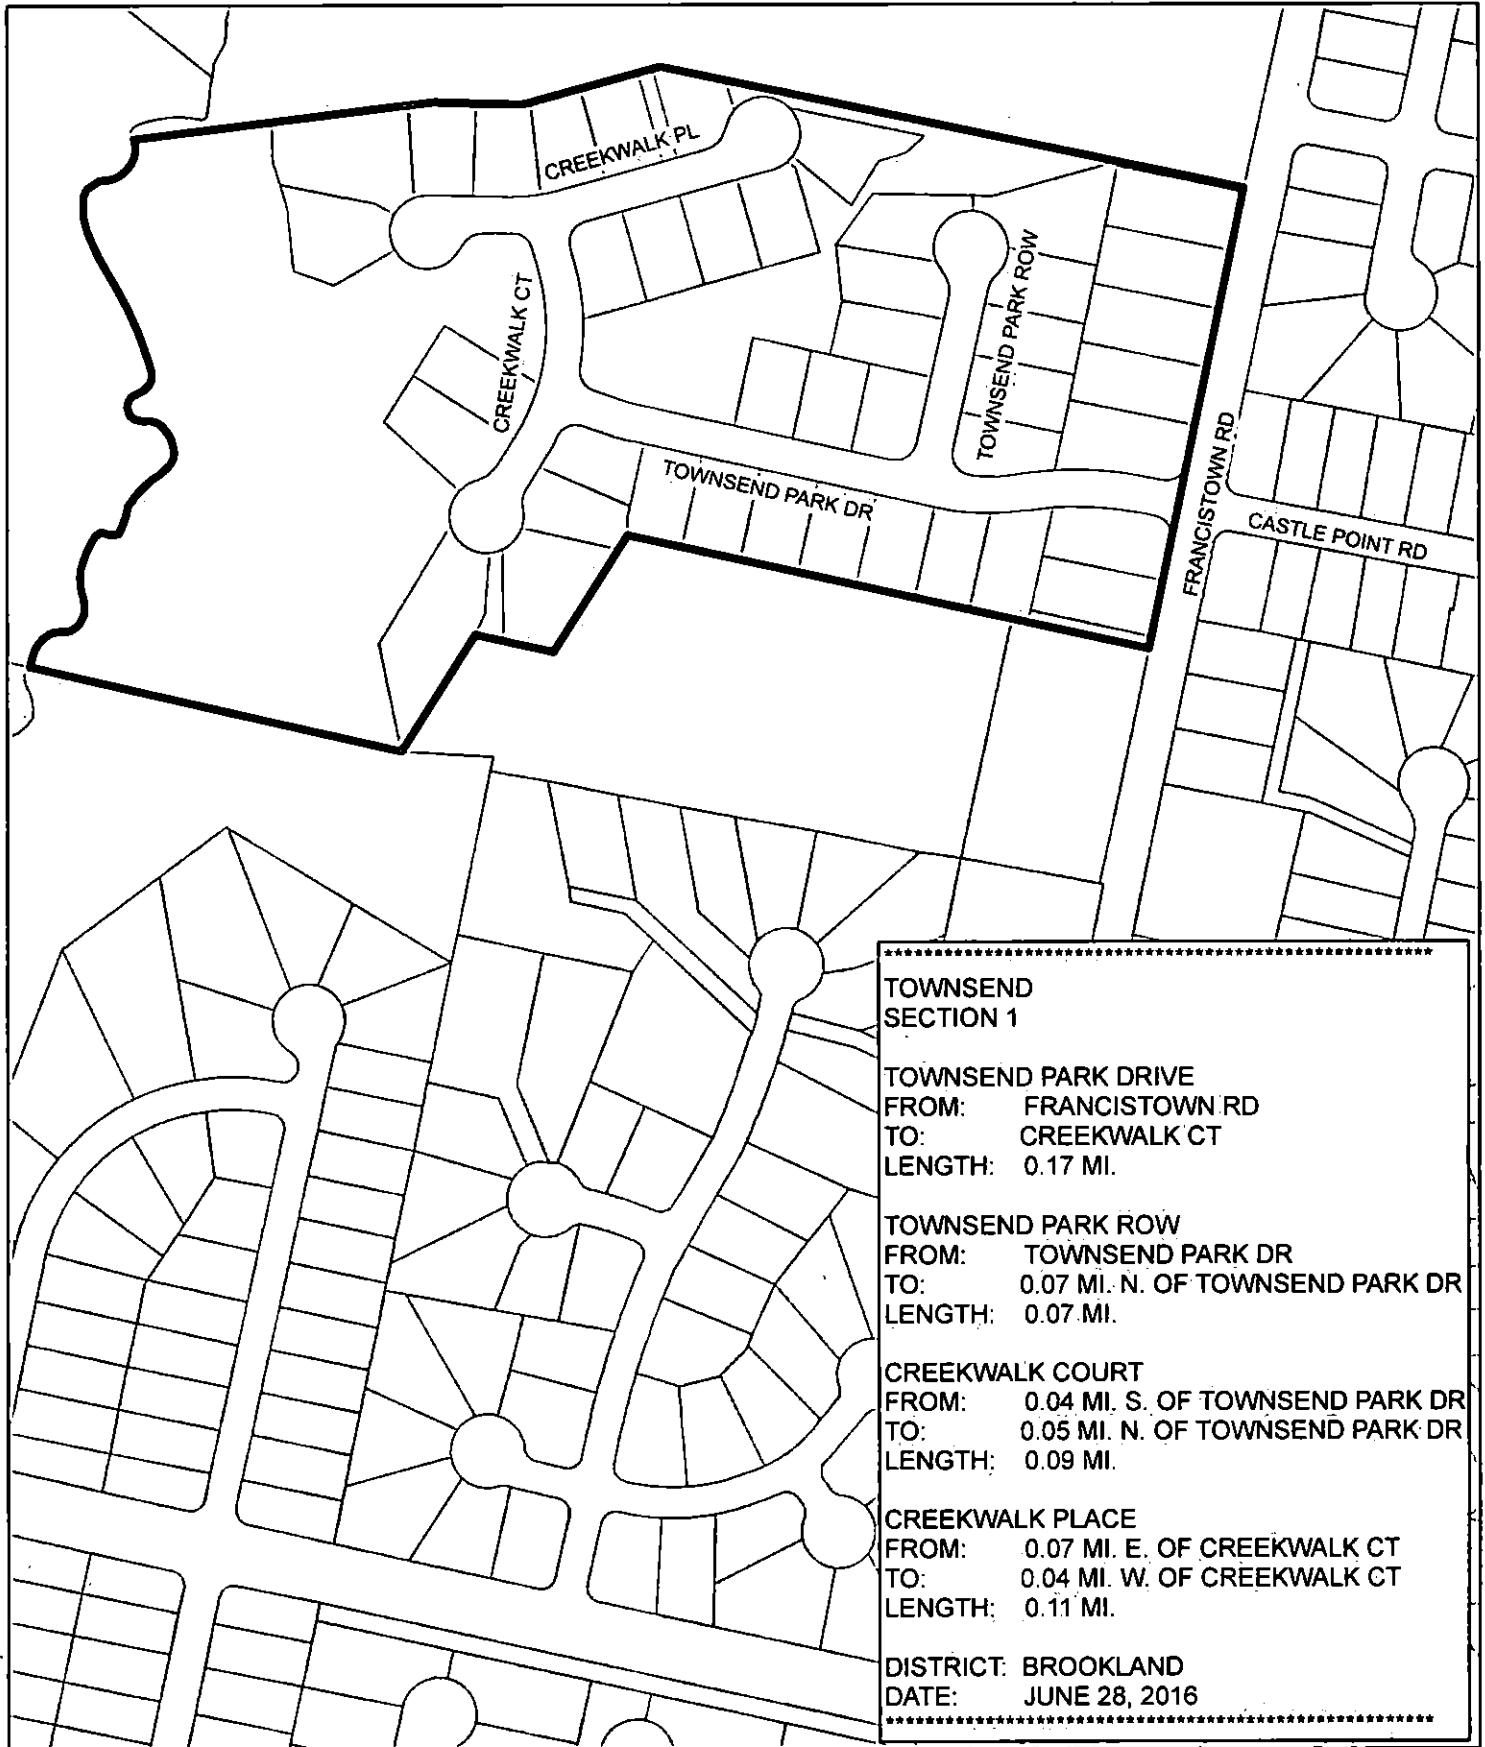 CREEKWALK PL
CREEKWALK CT
TOWNSEND PARK ROW
TOWNSEND PARK DR
FRANCISTOWN RD
CASTLE POINT RD
********************************************************
TOWNSEND
SECTION 1
TOWNSEND PARK DRIVE
FROM: FRANCISTOWN RD
TO: CREEKWALK CT
LENGTH: 0.17 MI.
TOWNSEND PARK ROW
FROM: TOWNSEND PARK DR
TO: 0.07 MI. N. OF TOWNSEND PARK DR
LENGTH: 0.07 MI.
CREEKWALK COURT
FROM: 0.04 MI. S. OF TOWNSEND PARK DR
TO: 0.05 MI. N. OF TOWNSEND PARK DR
LENGTH: 0.09 MI.
CREEKWALK PLACE
FROM: 0.07 MI. E. OF CREEKWALK CT
TO: 0.04 MI. W. OF CREEKWALK CT
LENGTH: 0.11 MI.
DISTRICT: BROOKLAND
DATE: JUNE 28, 2016
********************************************************